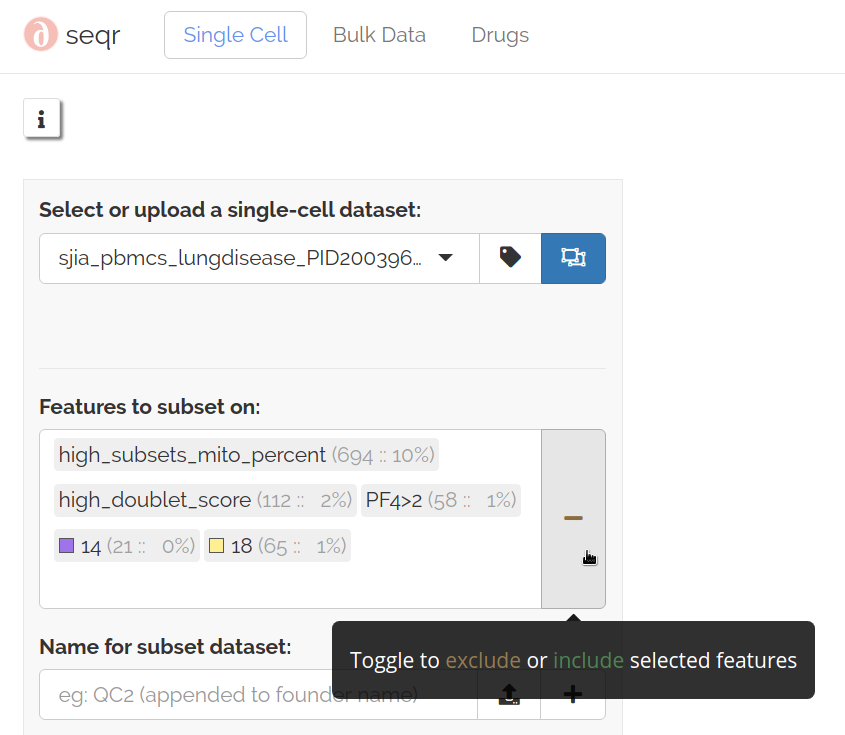 seqr Single Cell Bulk Data Drugs
i
Select or upload a single-cell dataset:
sjia_pbmcs_lungdisease_PID200396...
Features to subset on:
high_subsets_mito_percent (694 :: 10%)
high_doublet_score (112 :: 2%) PF4>2 (58 :: 1%)
14 (21 :: 0%) 18 (65 :: 1%)
Name for subset dataset:
Toggle to exclude or include selected features
eg: QC2 (appended to founder name)